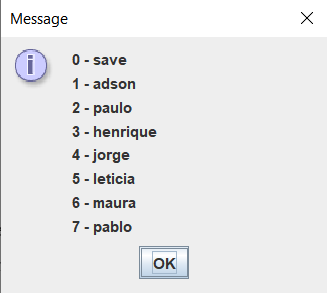 Message
0 - save
1 - adson
2 - paulo
3 - henrique
4 - jorge
5 - leticia
6 - maura
7 - pablo
OK